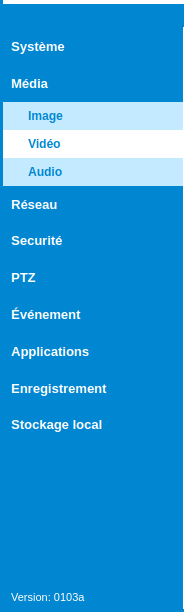 Système
Média
Image
Vidéo
Audio
Réseau
Securité
PTZ
Événement
Applications
Enregistrement
Stockage local
Version: 0103a